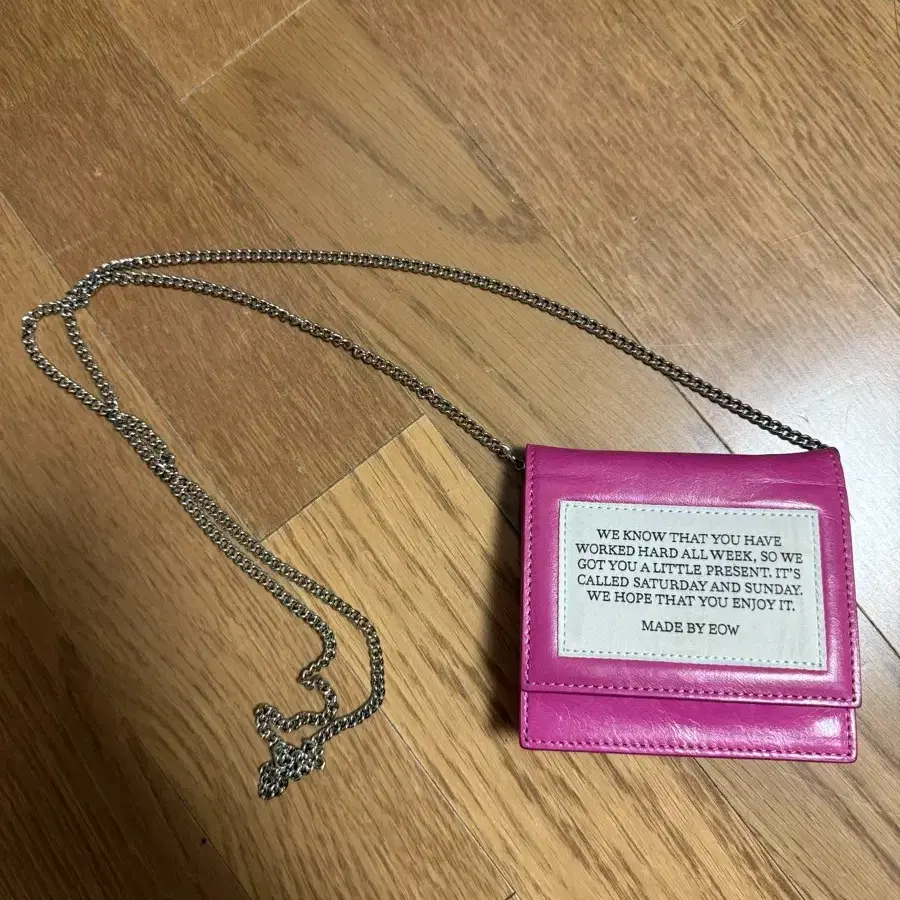 WE KNOW THAT YOU HAVE
WORKED HARD ALL WEEK, SO WE
GOT YOU A LITTLE PRESENT. IT'S
CALLED SATURDAY AND SUNDAY.
WE HOPE THAT YOU ENJOY IT.
MADE BY EOW